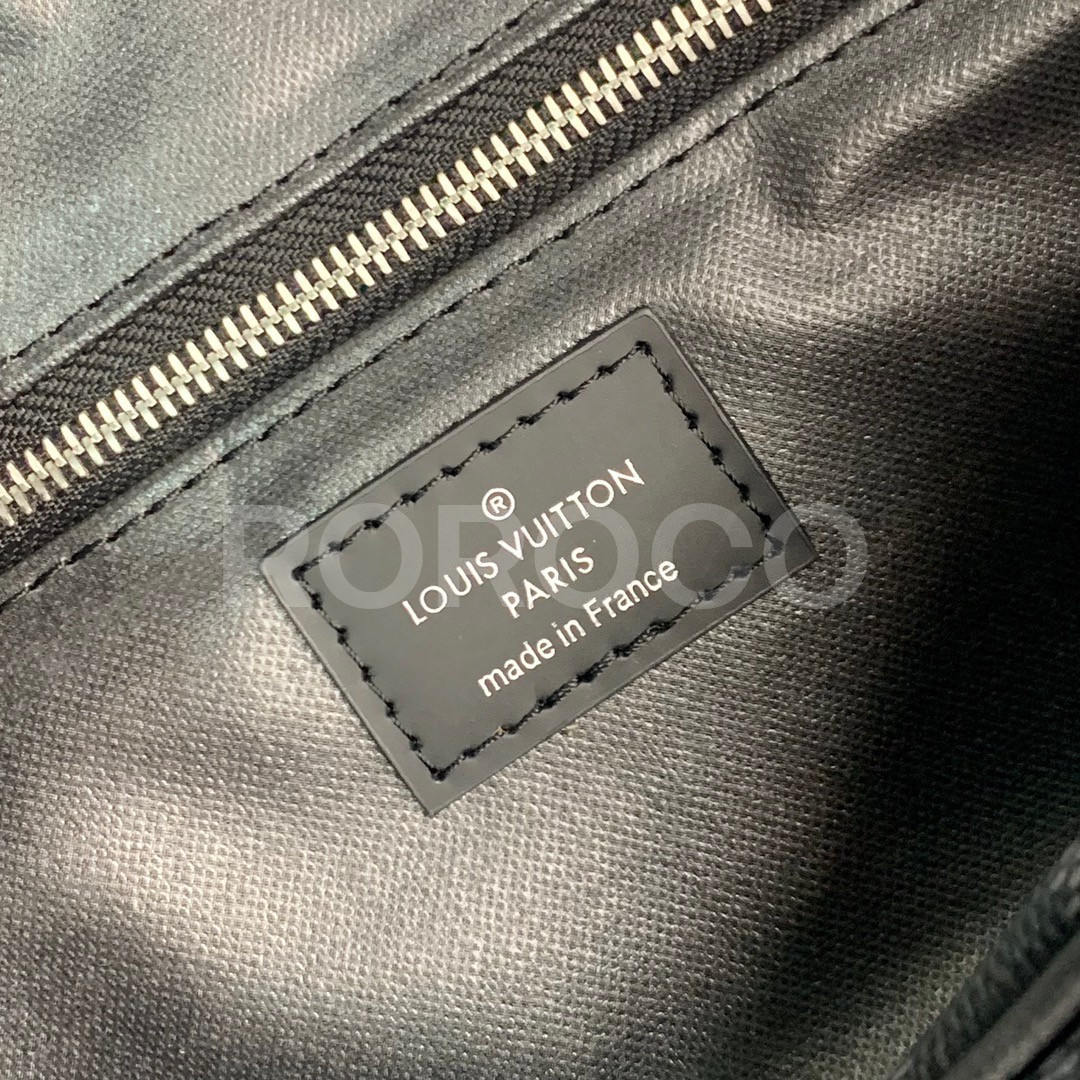 ®
LOUIS VUITTON
PARIS
made in France
ROROCO